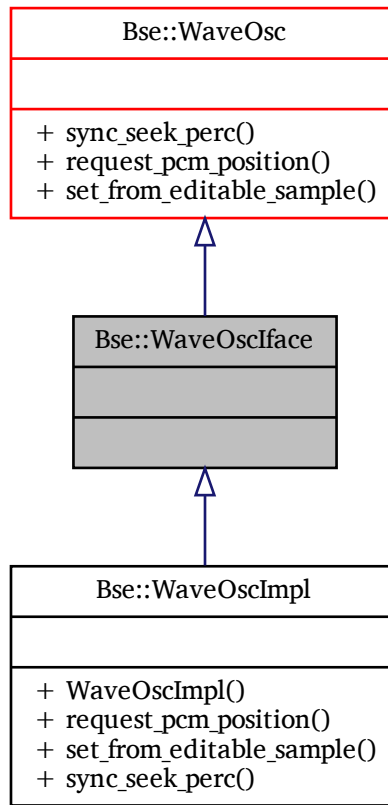 Bse::WaveOsc
+ sync_seek_perc()
+ request_pcm_position()
+ set_from_editable_sample()
Bse::WaveOscIface
Bse::WaveOscImpl
+ WaveOscImpl()
+ request_pcm_position()
+ set_from_editable_sample()
+ sync_seek_perc()